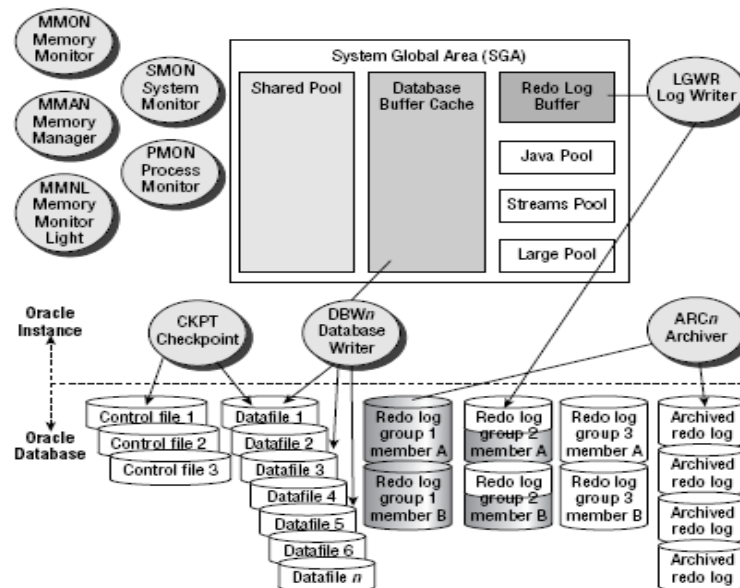 MMON
Memory
Monitor
SMON
System
Monitor
MMAN
Memory
Manager
PMON
Process
Monitor
MMNL
Memory
Monitor
Light
System Global Area (SGA)
Shared Pool
Database
Buffer Cache
Redo Log
Buffer
Java Pool
Streams Pool
Large Pool
LGWR
Log Writer
Oracle
Instance
CKPT
Checkpoint
DBWn
Database
Writer
ARCn
Archiver
Oracle
Database
Control file 1
Control file 2
Control file 3
Datafile 1
Datafile 2
Datafile 3
Datafile 4
Datafile 5
Datafile 6
Datafile n
Redo log
group 1
member A
Redo log
group 1
member B
Redo log
group 2
member A
Redo log
group 2
member B
Redo log
group 3
member A
Redo log
group 3
member B
Archived
redo log
Archived
redo log
Archived
redo log
Archived
redo log